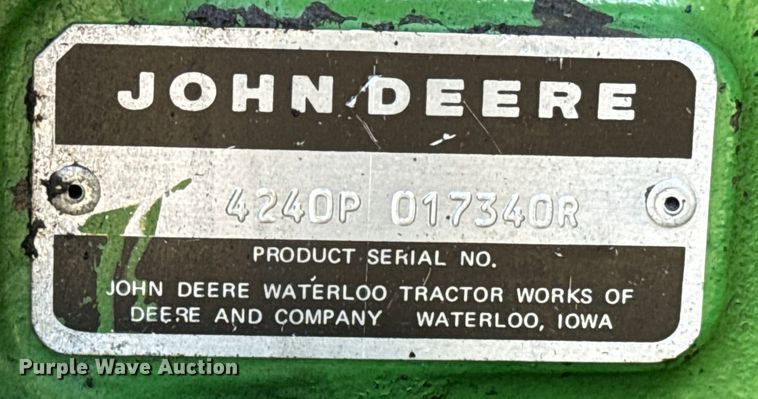 JOHN DEERE
4240P 017340R
PRODUCT SERIAL NO.
JOHN DEERE WATERLOO TRACTOR WORKS OF
DEERE AND COMPANY WATERLOO, IOWA
Purple Wave Auction